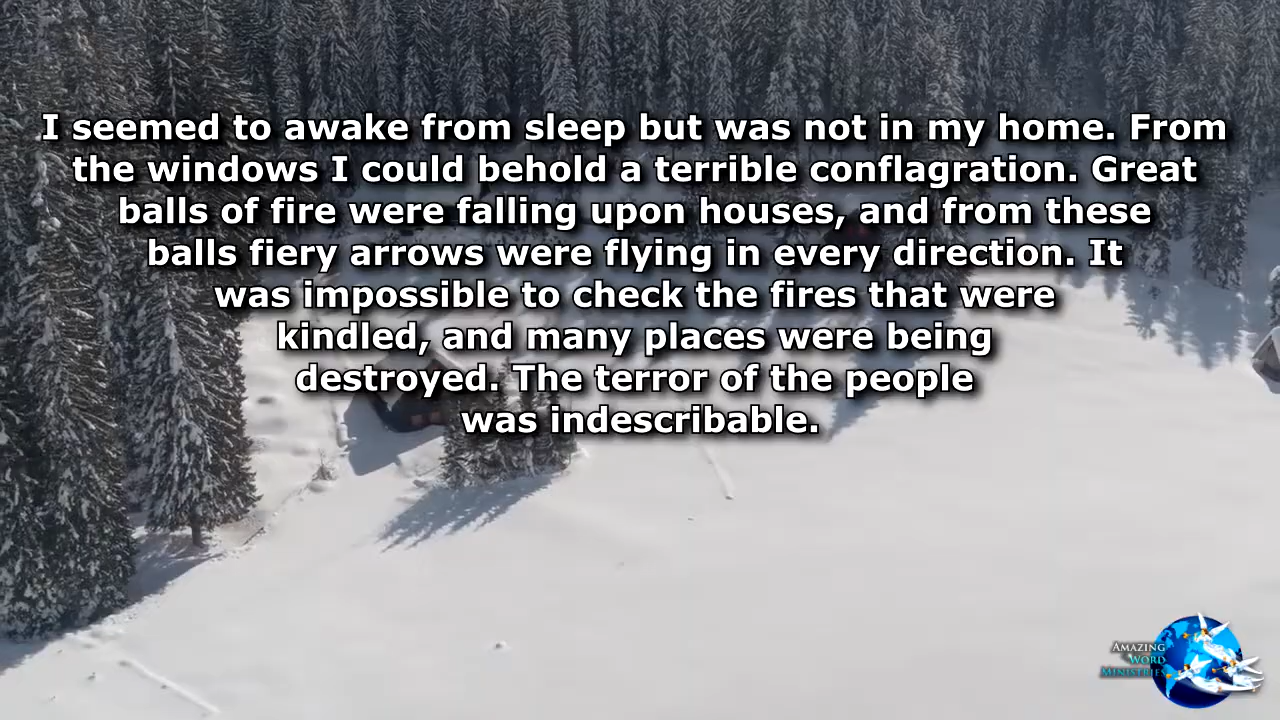 I seemed to awake from sleep but was not in my home. From
the windows I could behold a terrible conflagration. Great
balls of fire were falling upon houses, and from these
balls fiery arrows were flying in every direction. It
was impossible to check the fires that were
kindled, and many places were being
destroyed. The terror of the people
was indescribable.
Amazing
Word
Ministries